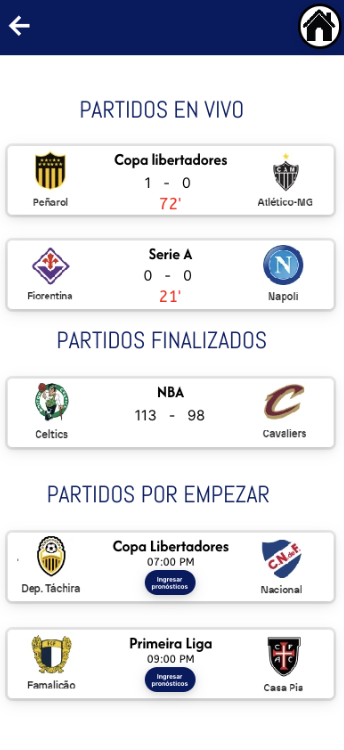 PARTIDOS EN VIVO
Copa libertadores
1 - 0
72'
Peñarol
CAM
Atlético-MG
Serie A
0 - 0
21'
Fiorentina
N
Napoli
PARTIDOS FINALIZADOS
NBA
113 - 98
Celtics
C
Cavaliers
PARTIDOS POR EMPEZAR
Copa Libertadores
07:00 PM
Ingresar
pronósticos
Dep. Táchira
C.N.de F.
Nacional
Primeira Liga
09:00 PM
Ingresar
pronósticos
Famalicão
Casa Pia